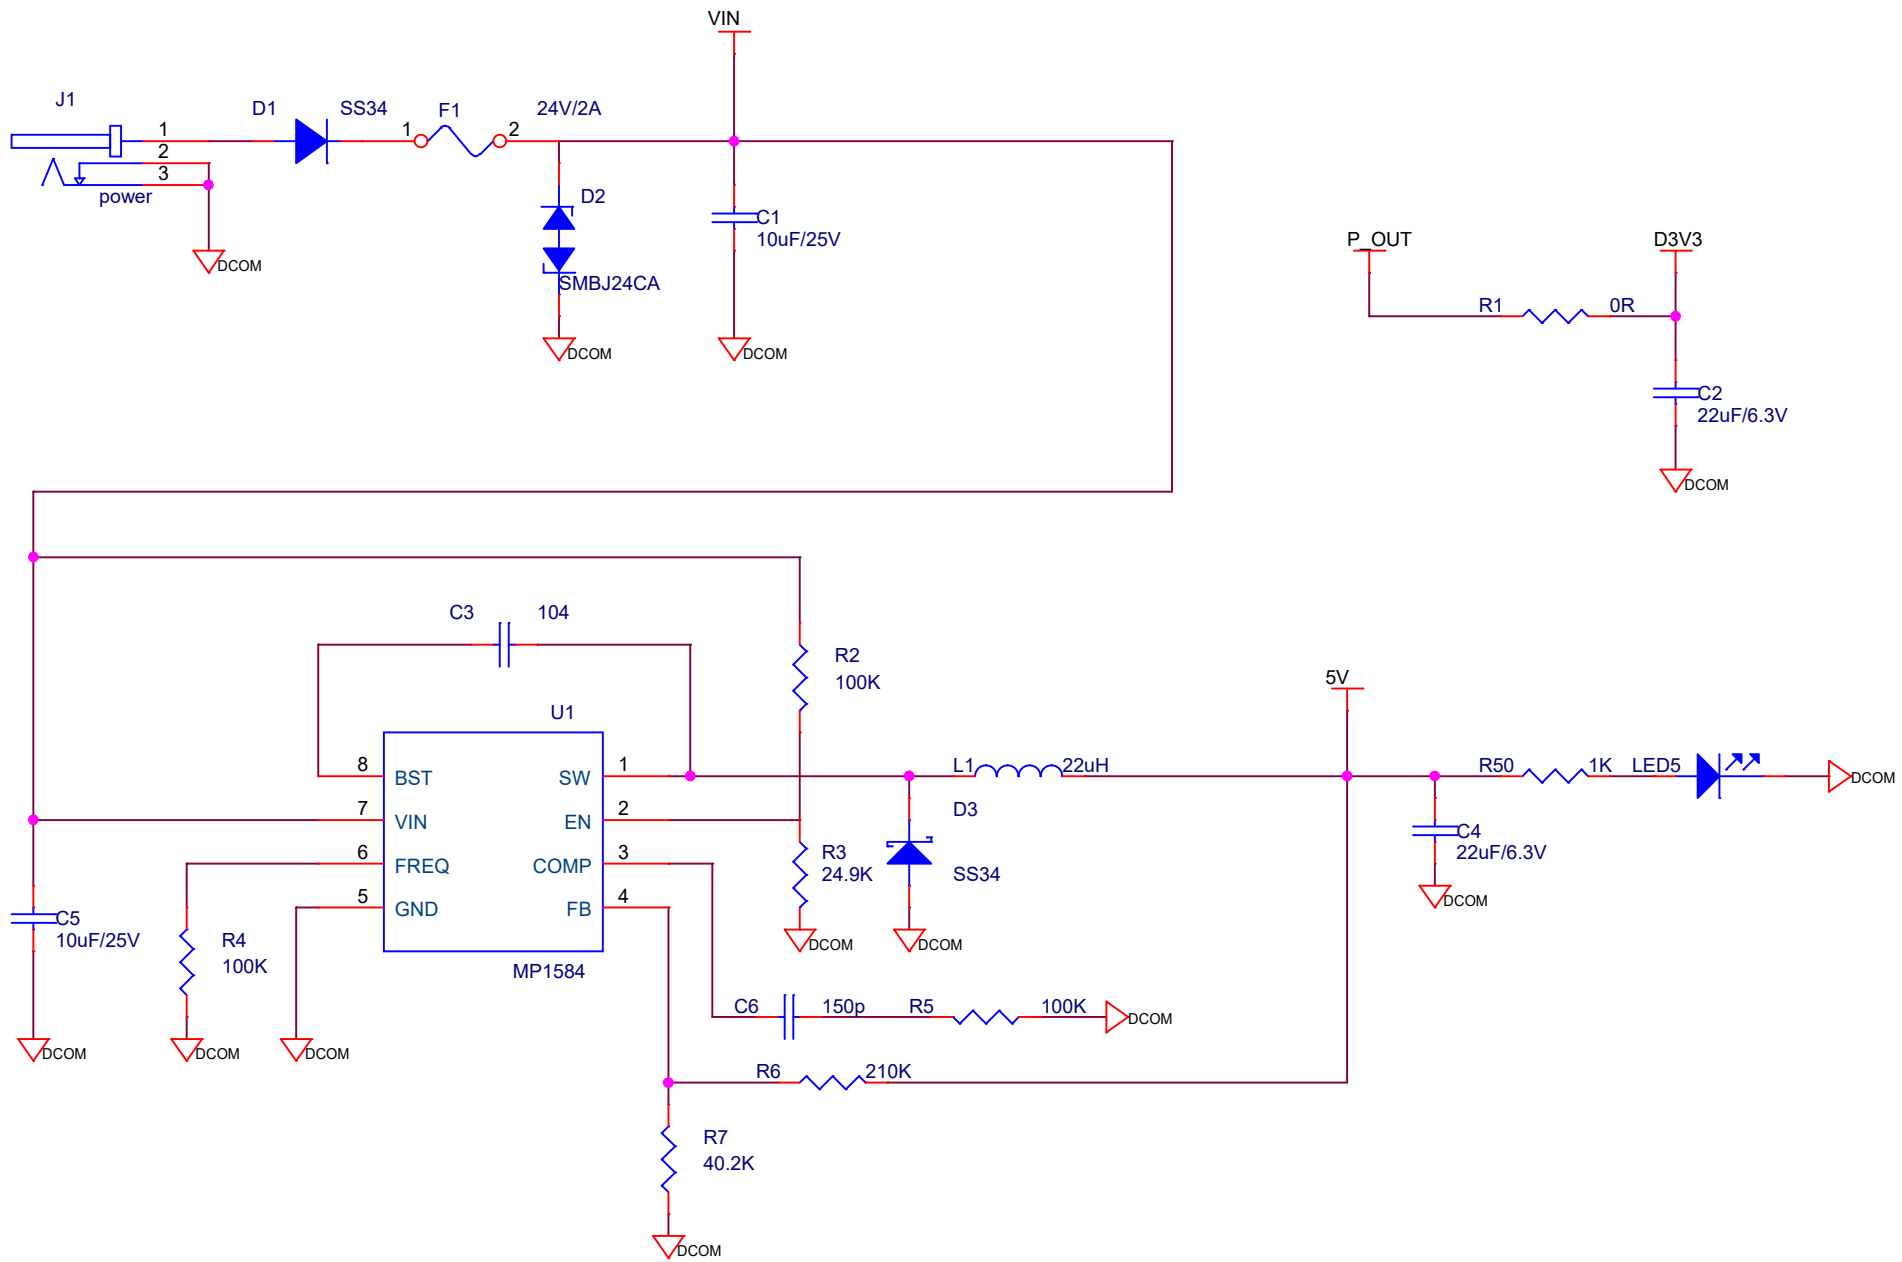 VIN
J1
D1
SS34
F1
24V/2A
1
2
3
power
1
2
DCOM
D2
SMBJ24CA
DCOM
C1
10uF/25V
DCOM
P_OUT
D3V3
R1
0R
C2
22uF/6.3V
DCOM
C3
104
R2
100K
U1
8
BST
SW
1
7
VIN
EN
2
6
FREQ
COMP
3
5
GND
FB
4
MP1584
L1
22uH
5V
R50
1K
LED5
DCOM
D3
SS34
DCOM
R3
24.9K
DCOM
C4
22uF/6.3V
DCOM
C5
10uF/25V
DCOM
R4
100K
DCOM
DCOM
C6
150p
R5
100K
DCOM
R6
210K
R7
40.2K
DCOM